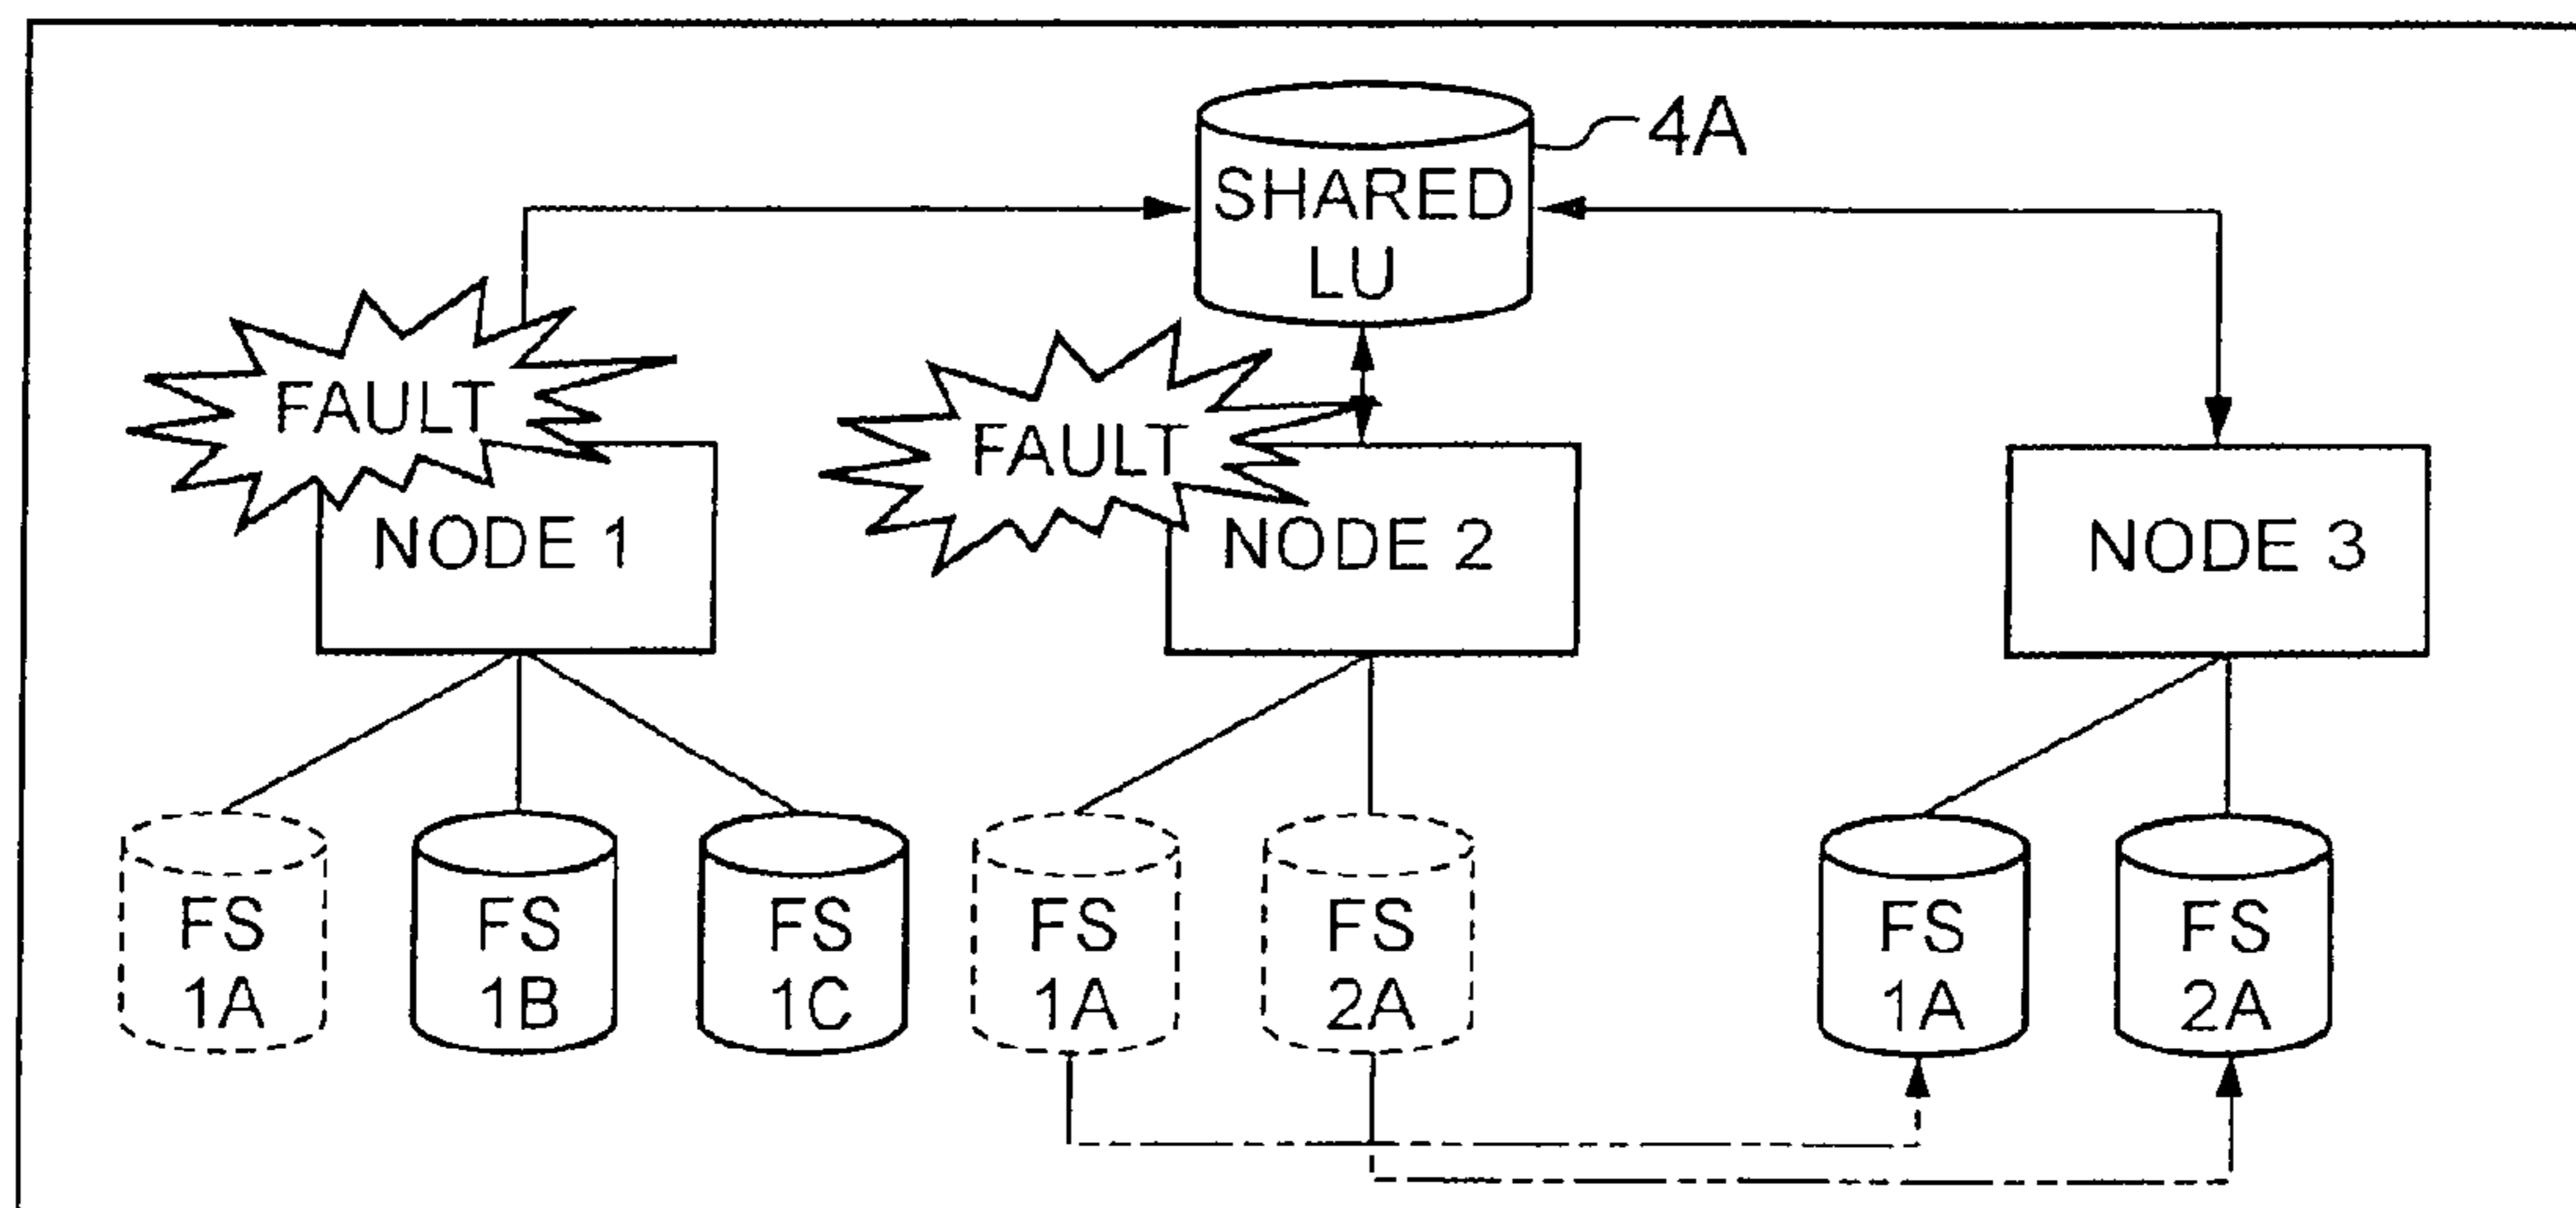 4A
SHARED
LU
FAULT
FAULT
NODE 1
NODE 2
NODE 3
FS
1A
FS
1B
FS
1C
FS
1A
FS
2A
FS
1A
FS
2A